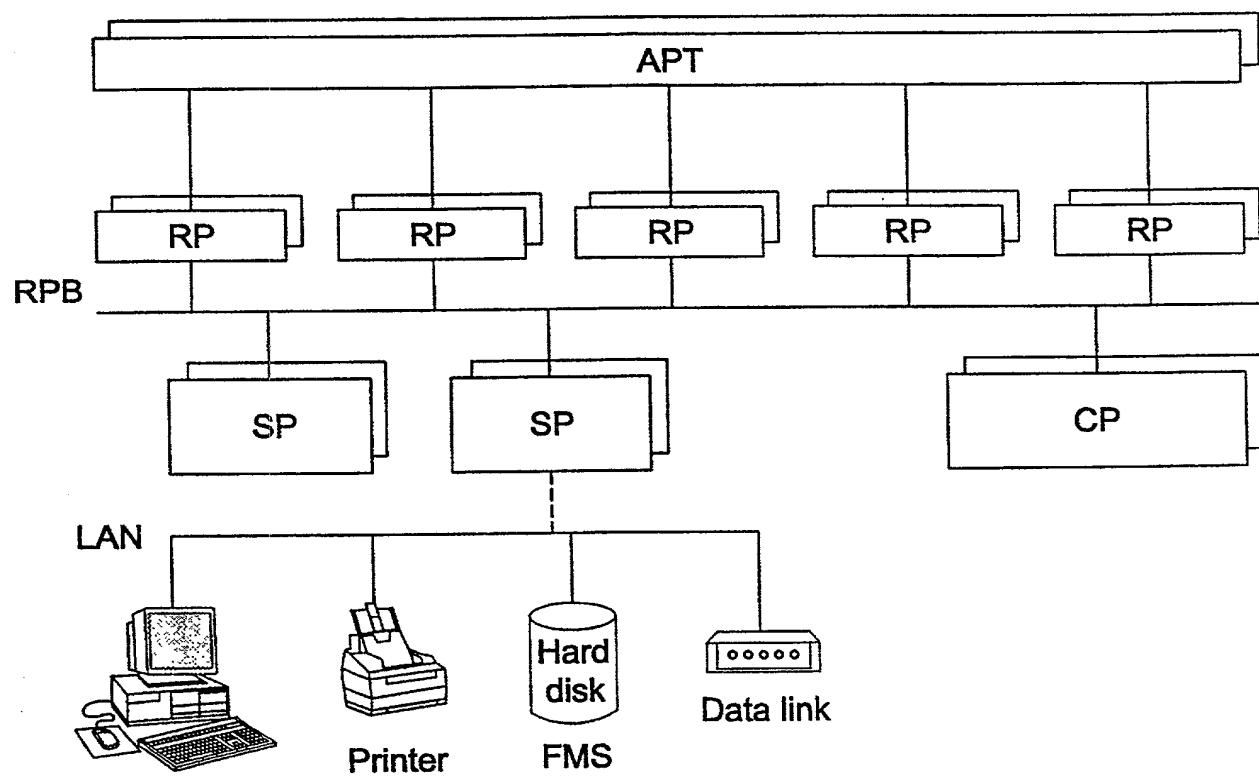 APT
RP RP RP RP RP
RPB
SP SP CP
LAN
Hard
disk
Data link
Printer FMS